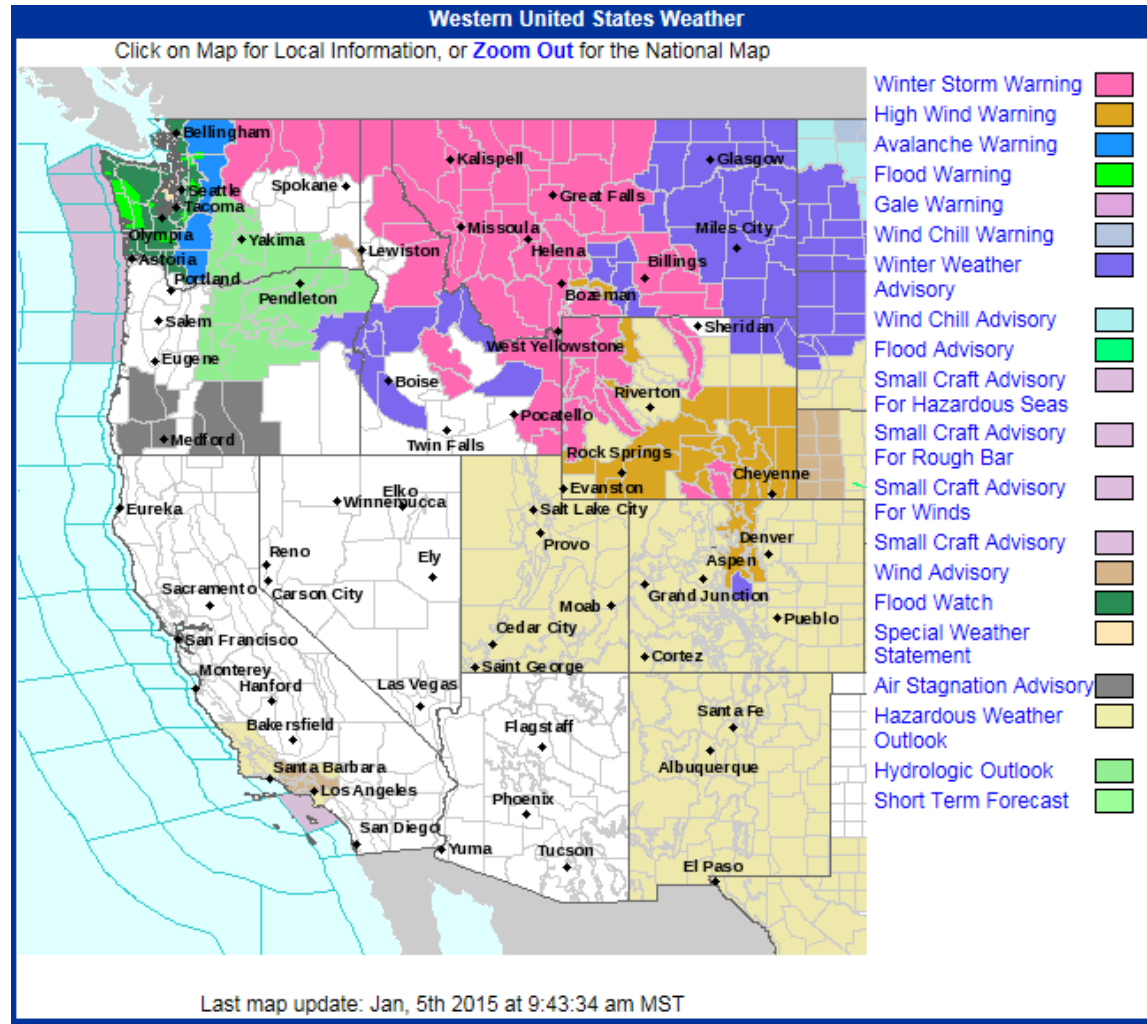 Western United States Weather
Click on Map for Local Information, or Zoom Out for the National Map
Winter Storm Warning
High Wind Warning
Avalanche Warning
Flood Warning
Gale Warning
Wind Chill Warning
Winter Weather
Advisory
Wind Chill Advisory
Flood Advisory
Small Craft Advisory
For Hazardous Seas
Small Craft Advisory
For Rough Bar
Small Craft Advisory
For Winds
Small Craft Advisory
Wind Advisory
Flood Watch
Special Weather
Statement
Air Stagnation Advisory
Hazardous Weather
Outlook
Hydrologic Outlook
Short Term Forecast
Bellingham
Kalispell
Glasgow
Spokane
Seattle
Great Falls
Tacoma
Missoula
Miles City
Olympia
Yakima
Helena
Lewiston
Astoria
Billings
Portland
Pendleton
Bozeman
Salem
Sheridan
West Yellowstone
Eugene
Boise
Riverton
Pocatello
Medford
Twin Falls
Rock Springs
Cheyenne
Evanston
Elko
Winnemucca
Eureka
Salt Lake City
Provo
Denver
Reno
Ely
Aspen
Sacramento
Carson City
Grand Junction
Moab
Pueblo
Cedar City
San Francisco
Cortez
Saint George
Monterey
Hanford
Las Vegas
Santa Fe
Bakersfield
Flagstaff
Albuquerque
Santa Barbara
Los Angeles
Phoenix
San Diego
Yuma
Tucson
El Paso
Last map update: Jan, 5th 2015 at 9:43:34 am MST